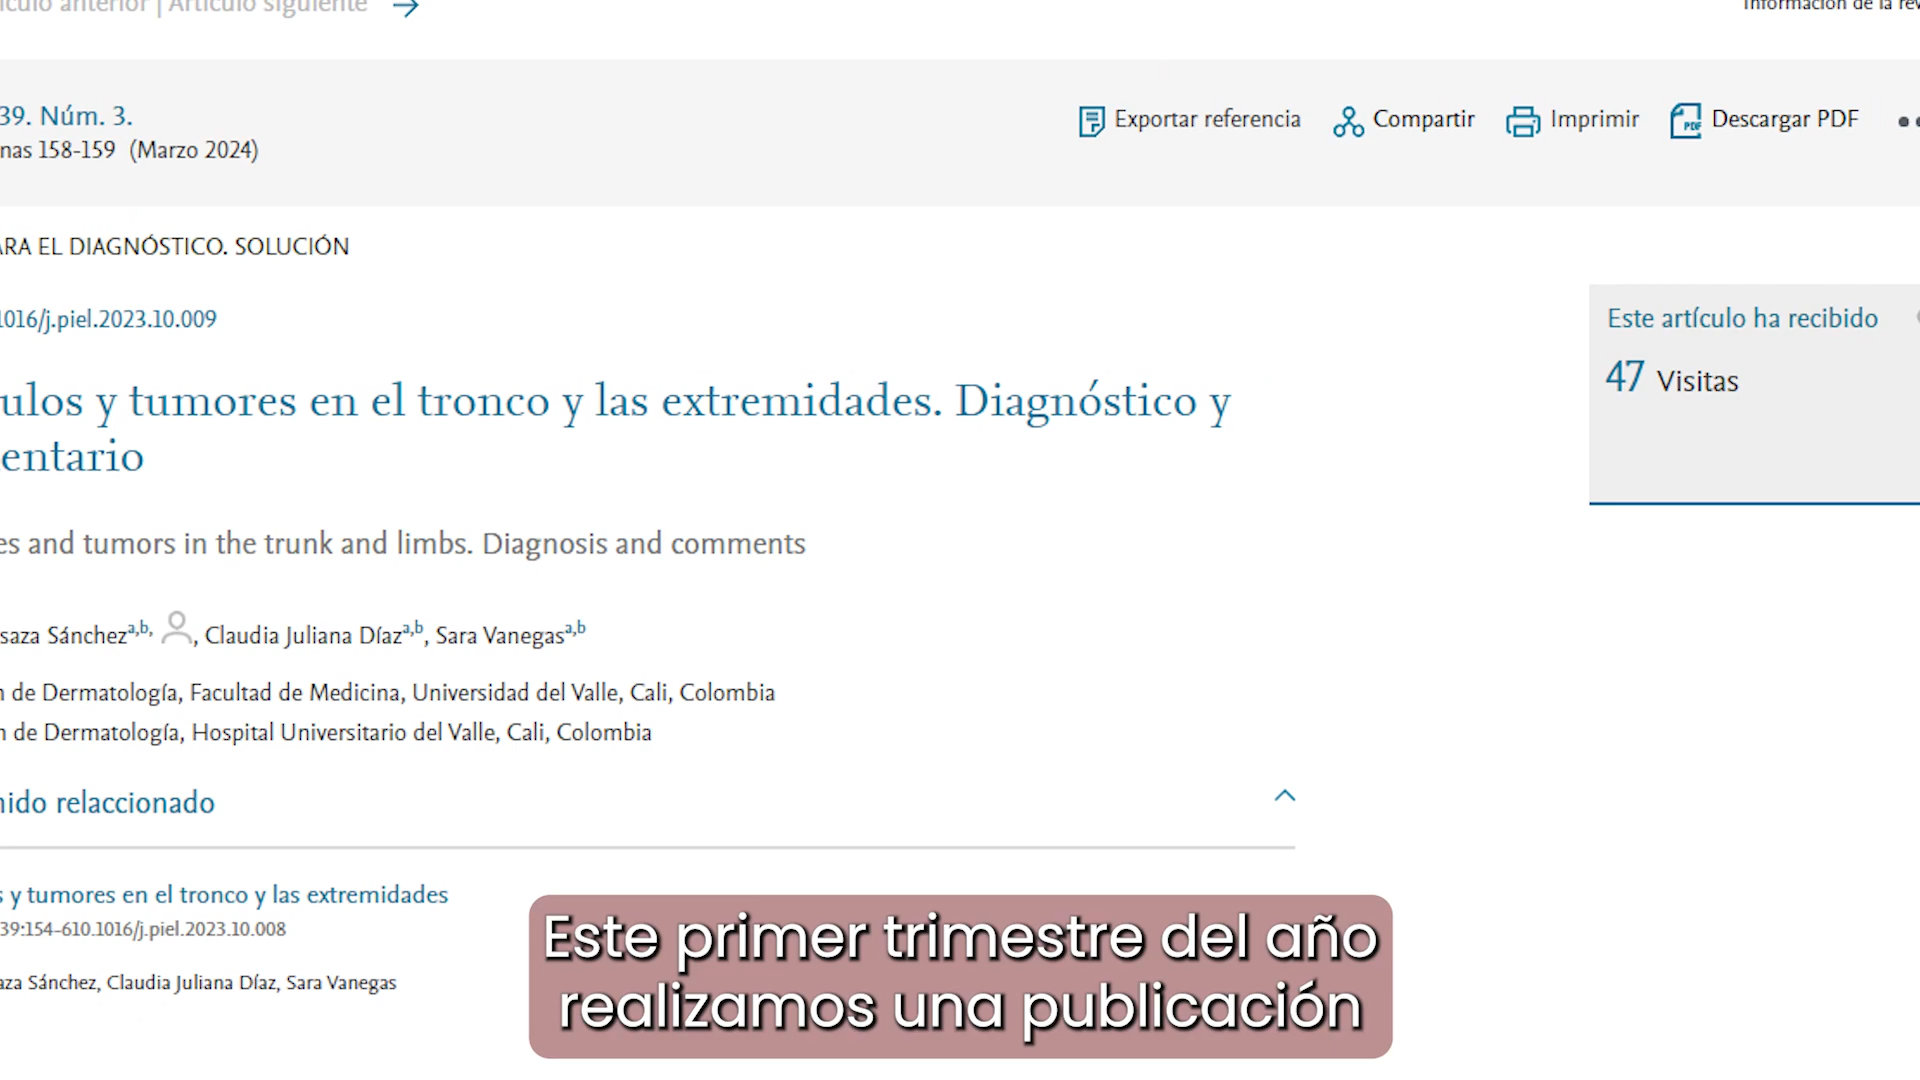 ículo anterior | Artículo siguiente →
Información de la rev
39. Núm. 3.
nas 158-159 (Marzo 2024)
Exportar referencia Compartir Imprimir Descargar PDF
ARA EL DIAGNÓSTICO. SOLUCIÓN
1016/j.piel.2023.10.009
Este artículo ha recibido
47 Visitas
ulos y tumores en el tronco y las extremidades. Diagnóstico y
entario
es and tumors in the trunk and limbs. Diagnosis and comments
saza Sánchez a,b, , Claudia Juliana Díaz a,b, Sara Vanegas a,b
n de Dermatología, Facultad de Medicina, Universidad del Valle, Cali, Colombia
n de Dermatología, Hospital Universitario del Valle, Cali, Colombia
nido relaccionado
s y tumores en el tronco y las extremidades
39:154-610.1016/j.piel.2023.10.008
aza Sánchez, Claudia Juliana Díaz, Sara Vanegas
Este primer trimestre del año
realizamos una publicación